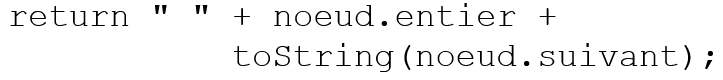 return " " + noeud.entier +
toString(noeud.suivant);